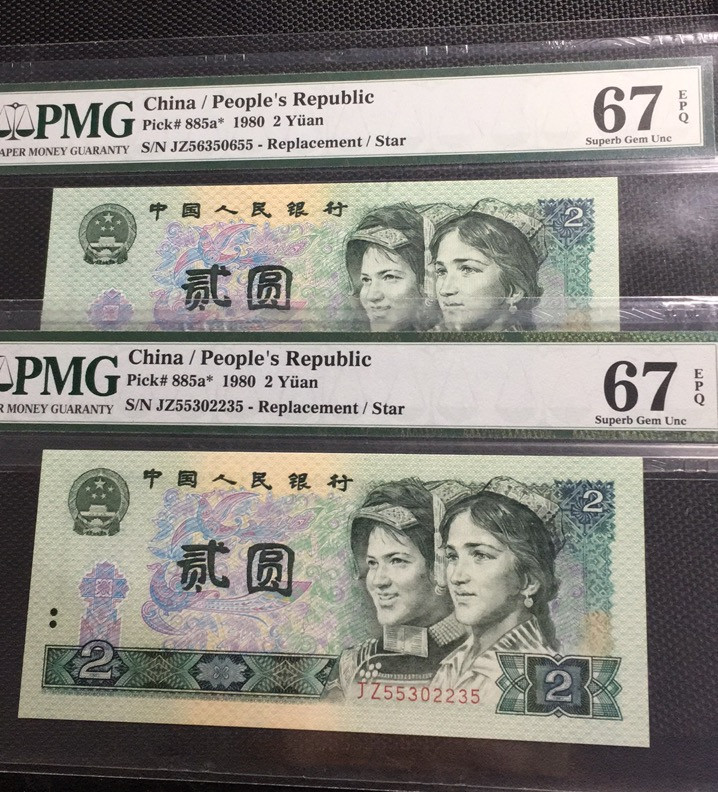 PMG
APER MONEY GUARANTY
China / People's Republic
Pick# 885a* 1980 2 Yüan
S/N JZ56350655 - Replacement / Star
67 EPQ
Superb Gem Unc
中国人民银行
2
贰圆
PMG
R MONEY GUARANTY
China / People's Republic
Pick# 885a* 1980 2 Yüan
S/N JZ55302235 - Replacement / Star
67 EPQ
Superb Gem Unc
中国人民银行
2
贰圆
2
JZ55302235
2